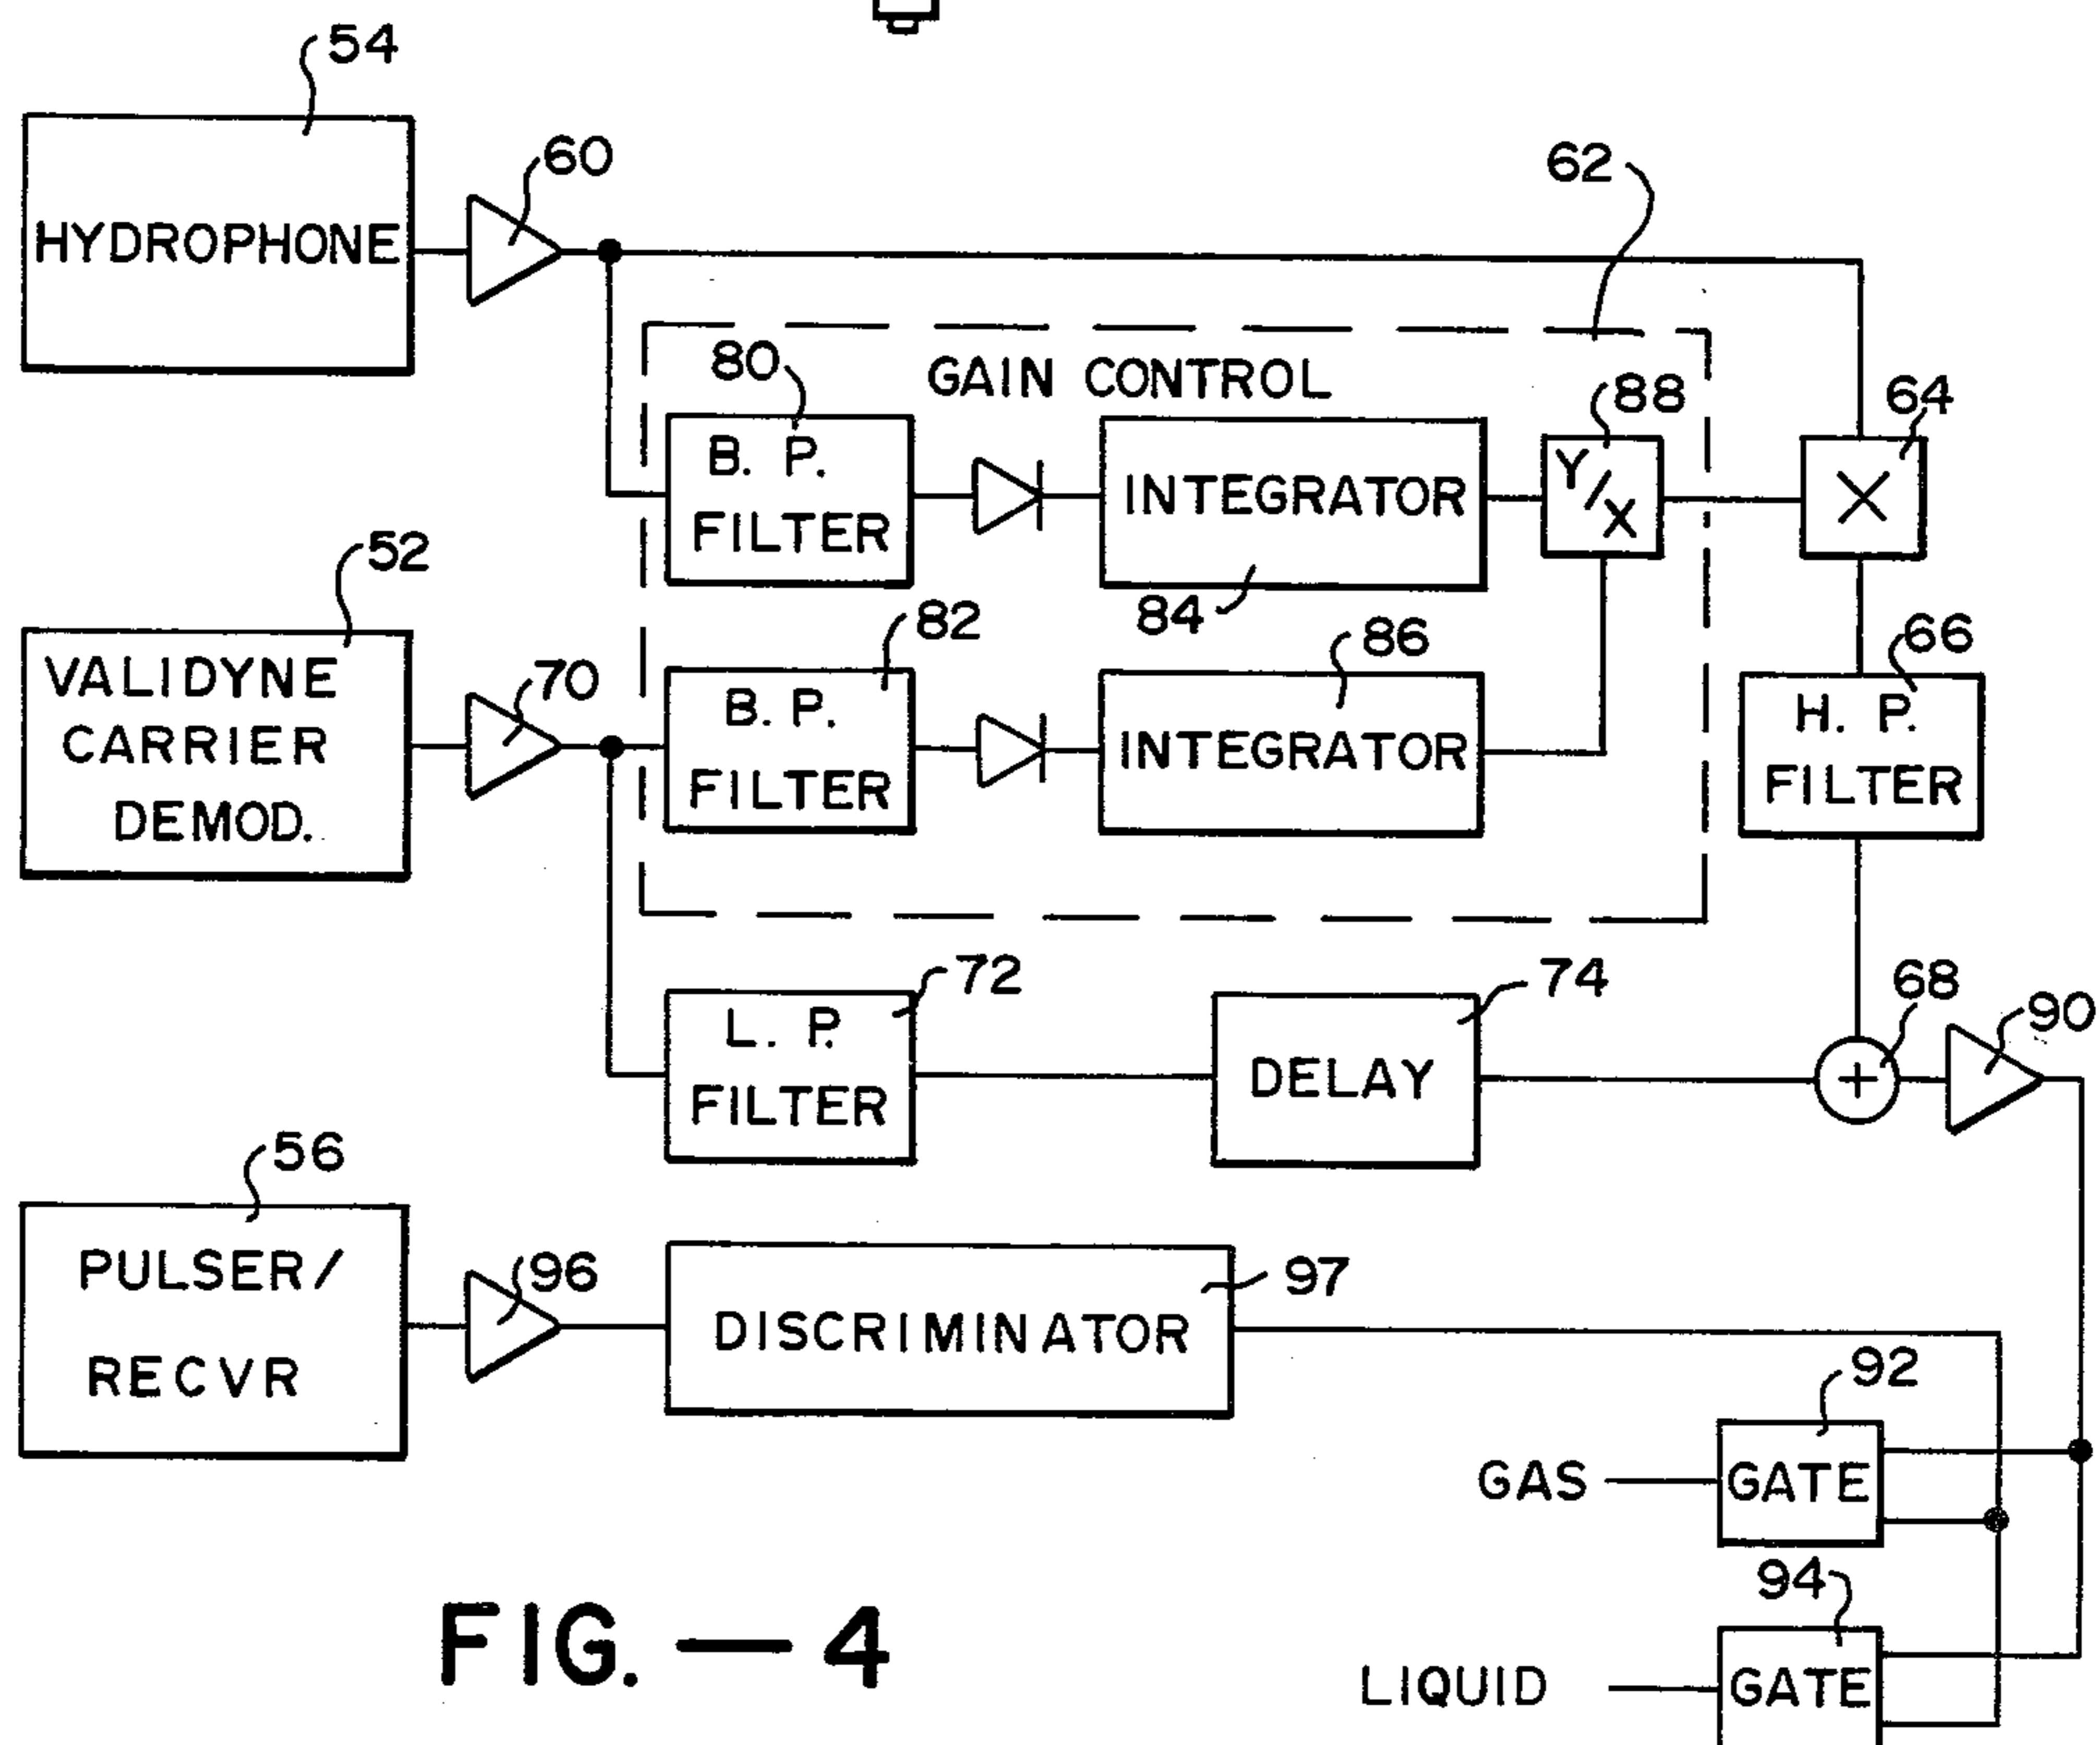 54
60
62
HYDROPHONE
80
GAIN CONTROL
88
64
B. P.
FILTER
INTEGRATOR
Y/X
X
84
52
82
86
66
VALIDYNE
CARRIER
DEMOD.
70
B. P.
FILTER
INTEGRATOR
H. P.
FILTER
72
74
68
90
L. P.
FILTER
DELAY
+
56
PULSER/
RECVR
96
DISCRIMINATOR
97
92
GAS
GATE
94
LIQUID
GATE
FIG.—4